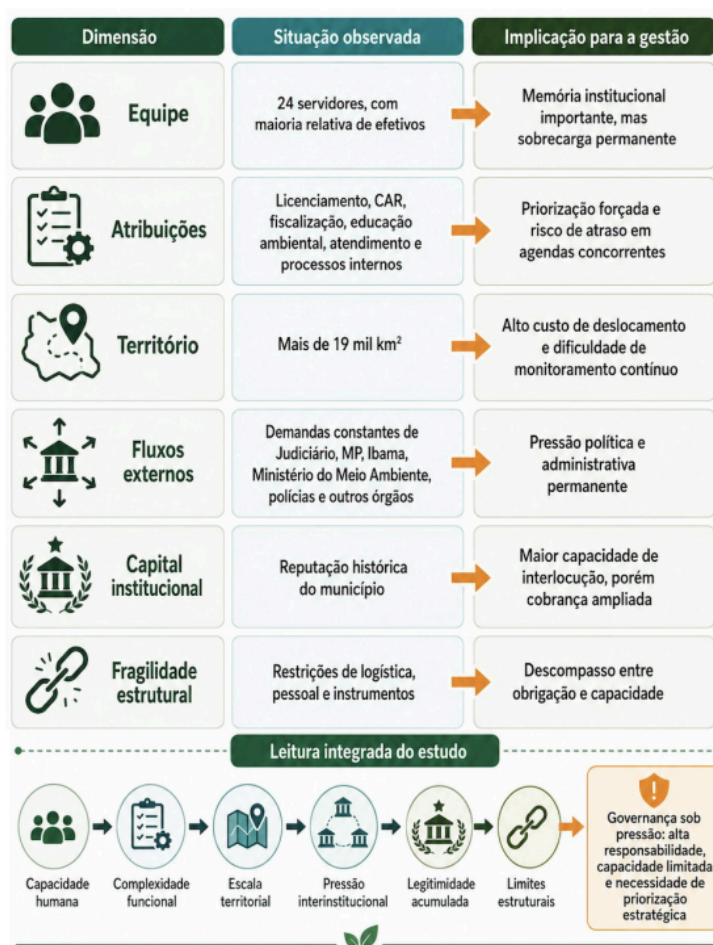 Dimensão
Situação observada
Implicação para a gestão
Equipe
24 servidores, com
maioria relativa de efetivos
Memória institucional
importante, mas
sobrecarga permanente
Atribuições
Licenciamento, CAR,
fiscalização, educação
ambiental, atendimento e
processos internos
Priorização forçada e
risco de atraso em
agendas concorrentes
Território
Mais de 19 mil km²
Alto custo de deslocamento
e dificuldade de
monitoramento contínuo
Fluxos
externos
Demandas constantes de
Judiciário, MP, Ibama,
Ministério do Meio Ambiente,
polícias e outros órgãos
Pressão política e
administrativa
permanente
Capital
institucional
Reputação histórica
do município
Maior capacidade de
interlocução, porém
cobrança ampliada
Fragilidade
estrutural
Restrições de logística,
pessoal e instrumentos
Descompasso entre
obrigação e capacidade
Leitura integrada do estudo
Capacidade
humana
Complexidade
funcional
Escala
territorial
Pressão
interinstitucional
Legitimidade
acumulada
Limites
estruturais
Governança sob
pressão: alta
responsabilidade,
capacidade limitada
e necessidade de
priorização
estratégica